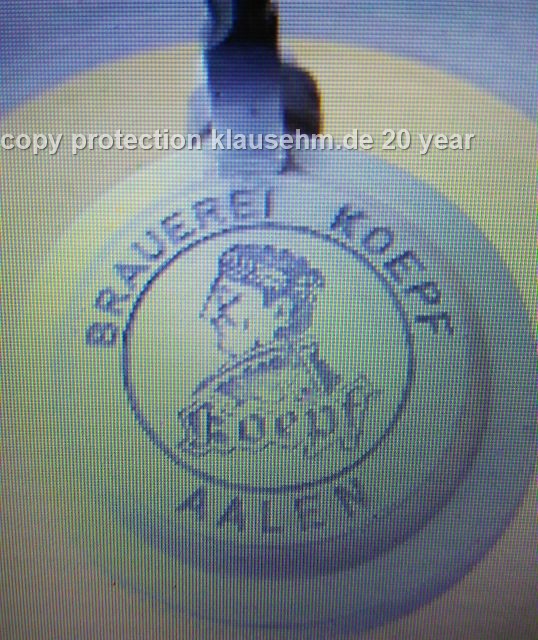 copy protection klausehm.de 20 year
BRAUEREI KOEPF
Koepf
AALEN